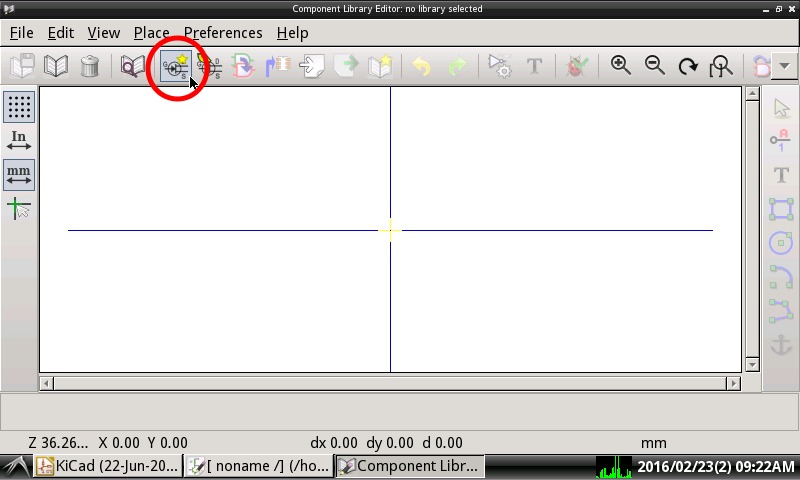 Component Library Editor: no library selected
File Edit View Place Preferences Help
T
In
mm
A
1
T
Z 36.26... X 0.00 Y 0.00 dx 0.00 dy 0.00 d 0.00 mm
KiCad (22-Jun-20... [ noname /] (/ho... Component Libr... 2016/02/23(2) 09:22AM